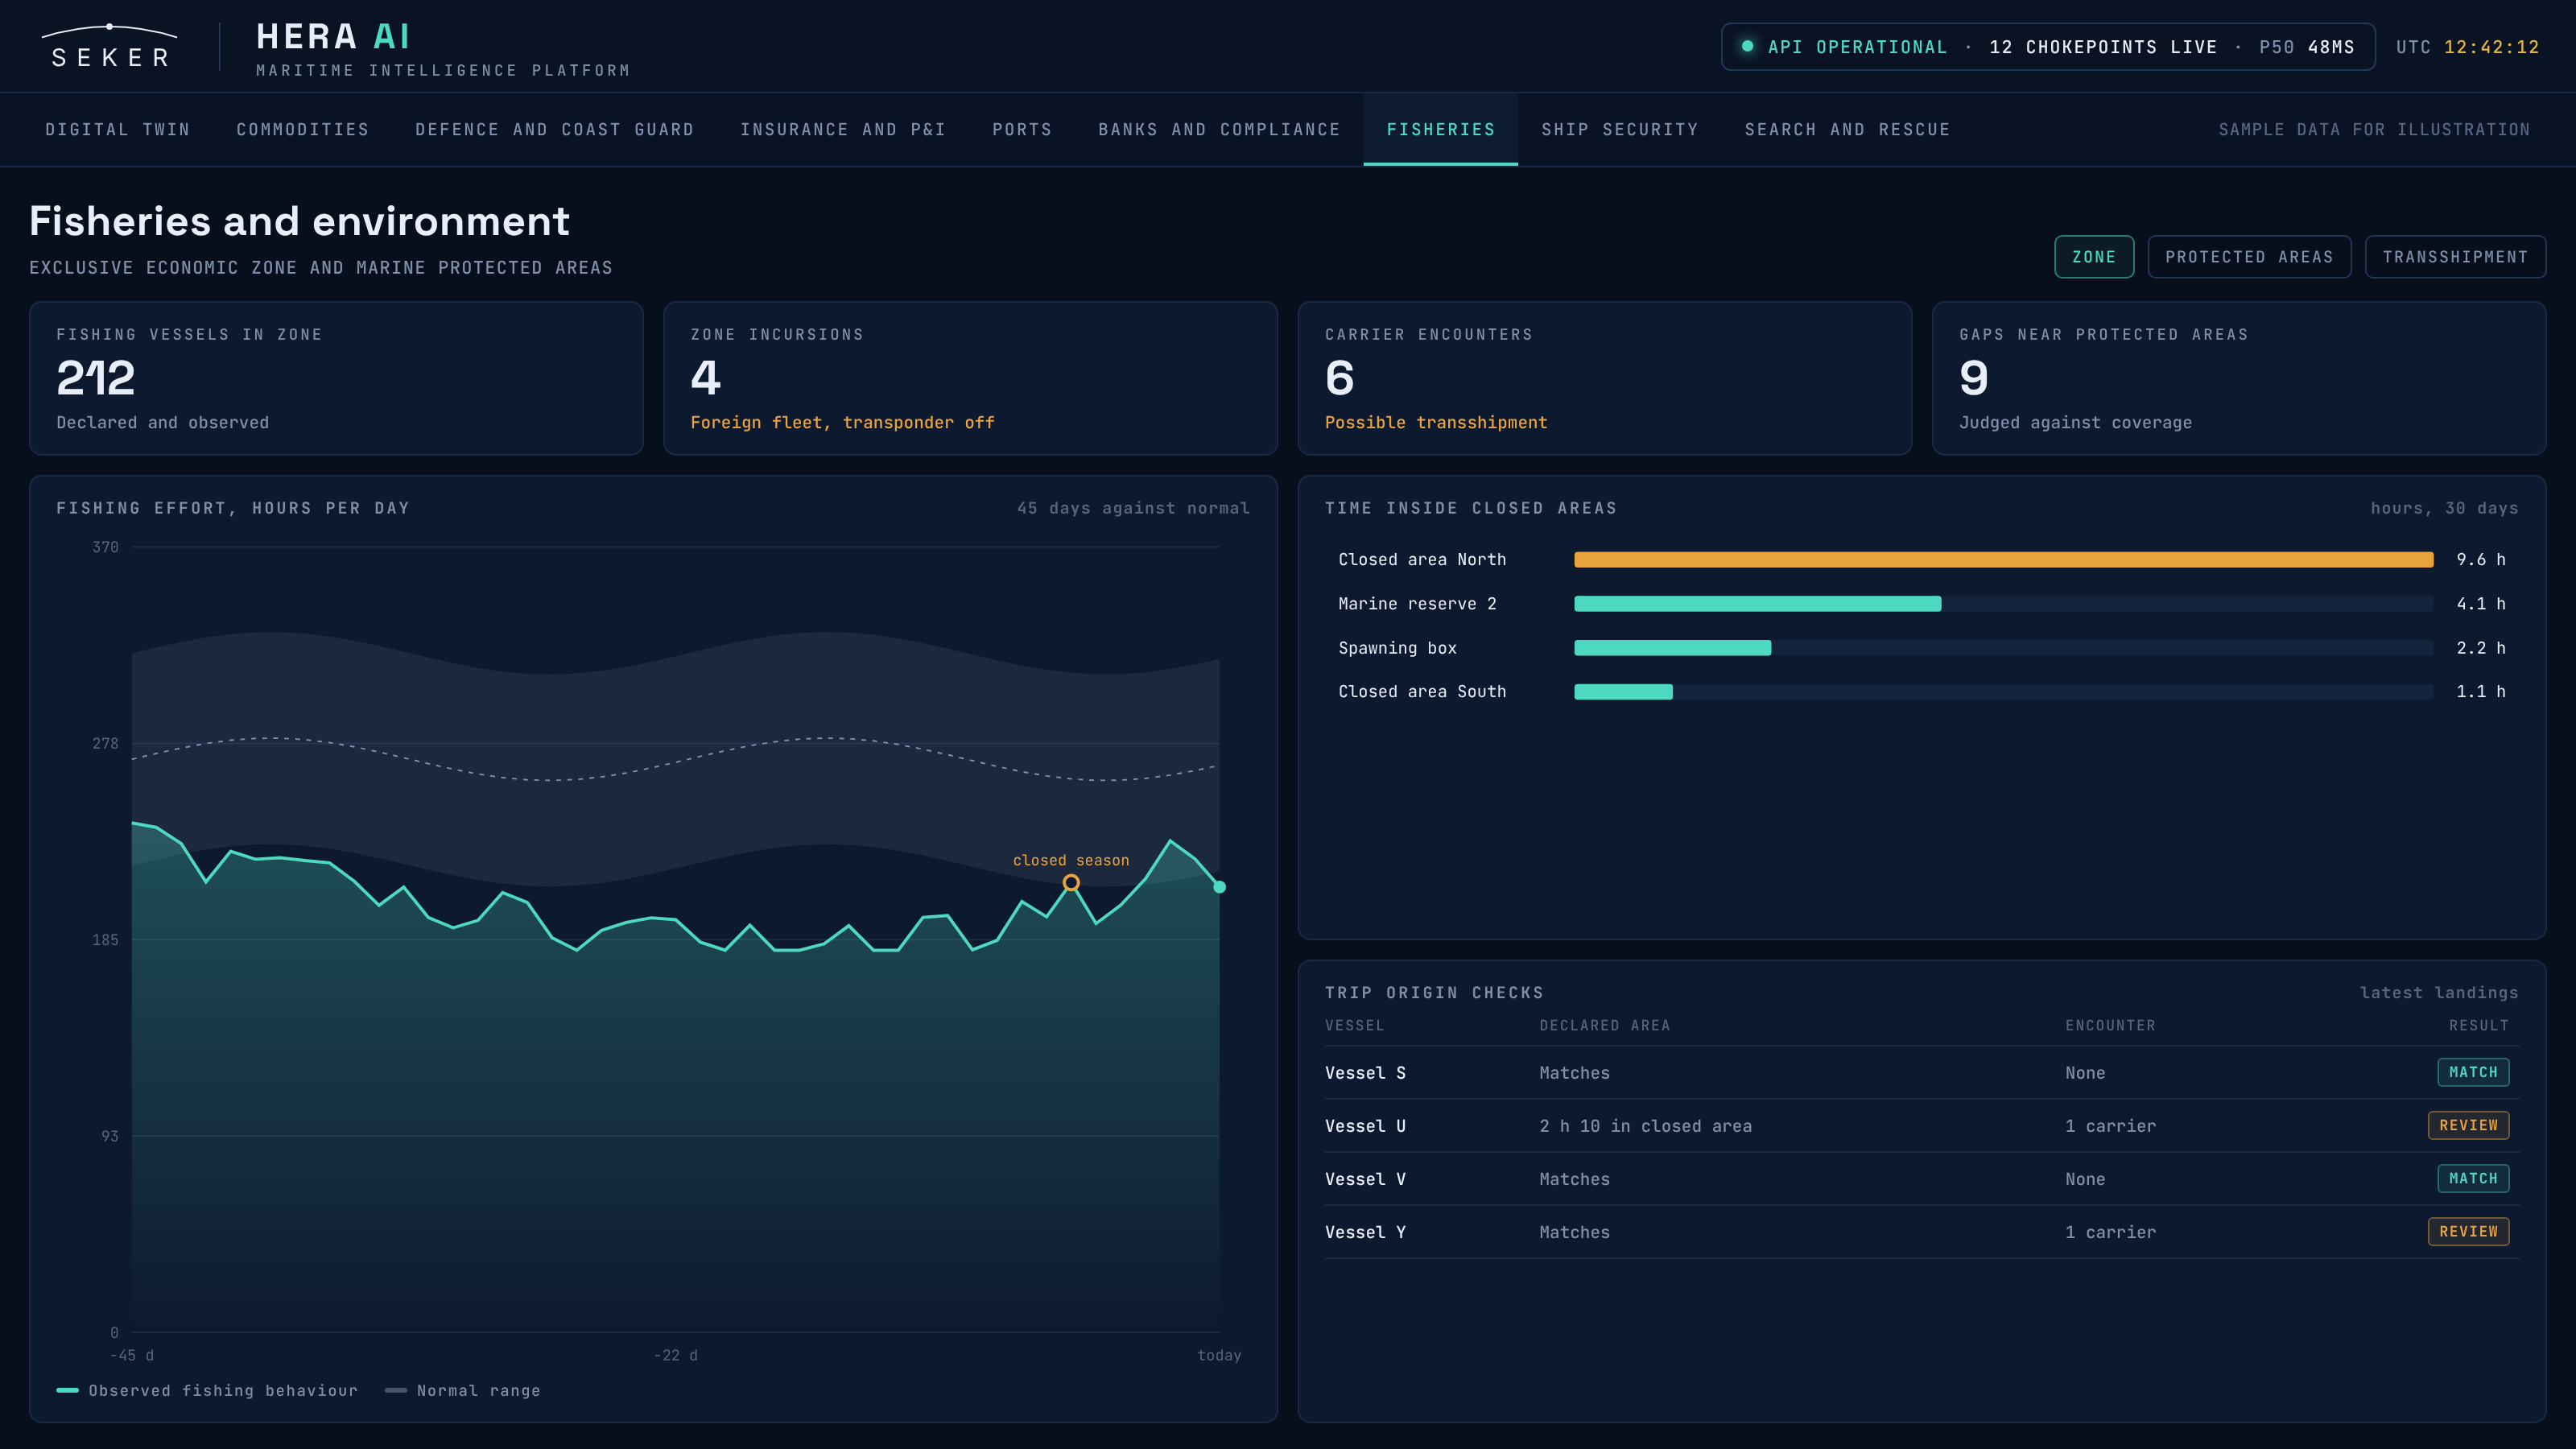 SEKER
HERA AI
MARITIME INTELLIGENCE PLATFORM
API OPERATIONAL · 12 CHOKEPOINTS LIVE · P50 48MS
UTC 12:42:12
DIGITAL TWIN
COMMODITIES
DEFENCE AND COAST GUARD
INSURANCE AND P&I
PORTS
BANKS AND COMPLIANCE
FISHERIES
SHIP SECURITY
SEARCH AND RESCUE
SAMPLE DATA FOR ILLUSTRATION
Fisheries and environment
EXCLUSIVE ECONOMIC ZONE AND MARINE PROTECTED AREAS
ZONE
PROTECTED AREAS
TRANSSHIPMENT
FISHING VESSELS IN ZONE
212
Declared and observed
ZONE INCURSIONS
4
Foreign fleet, transponder off
CARRIER ENCOUNTERS
6
Possible transshipment
GAPS NEAR PROTECTED AREAS
9
Judged against coverage
FISHING EFFORT, HOURS PER DAY
45 days against normal
370
278
185
93
0
closed season
-45 d
-22 d
today
Observed fishing behaviour
Normal range
TIME INSIDE CLOSED AREAS
hours, 30 days
Closed area North 9.6 h
Marine reserve 2 4.1 h
Spawning box 2.2 h
Closed area South 1.1 h
TRIP ORIGIN CHECKS
latest landings
VESSEL DECLARED AREA ENCOUNTER RESULT
Vessel S Matches None MATCH
Vessel U 2 h 10 in closed area 1 carrier REVIEW
Vessel V Matches None MATCH
Vessel Y Matches 1 carrier REVIEW